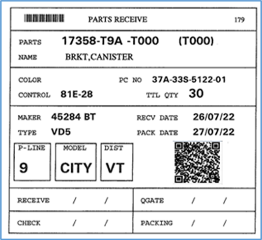 PARTS RECEIVE 179
PARTS 17358-T9A -T000 (T000)
NAME BRKT,CANISTER
COLOR PC NO 37A-33S-5122-01
CONTROL 81E-28 TTL QTY 30
MAKER 45284 BT RECV DATE 26/07/22
TYPE VD5 PACK DATE 27/07/22
P-LINE MODEL DIST
9 CITY VT
RECEIVE / / QGATE / /
CHECK / / PACKING / /